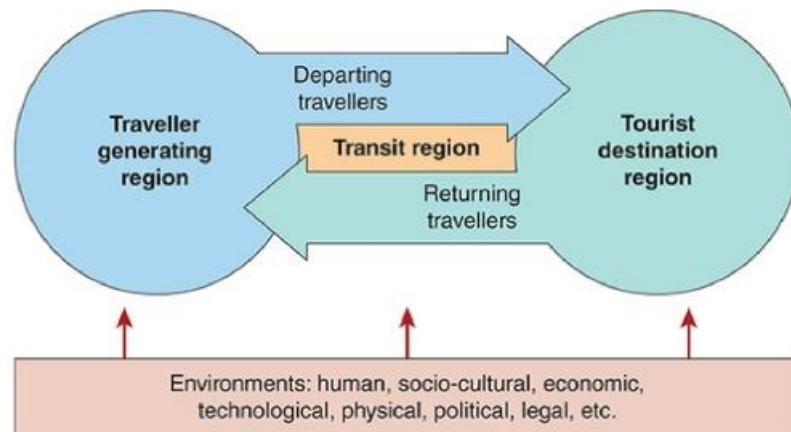 Departing
travellers
Traveller
generating
region
Transit region
Tourist
destination
region
Returning
travellers
Environments: human, socio-cultural, economic,
technological, physical, political, legal, etc.